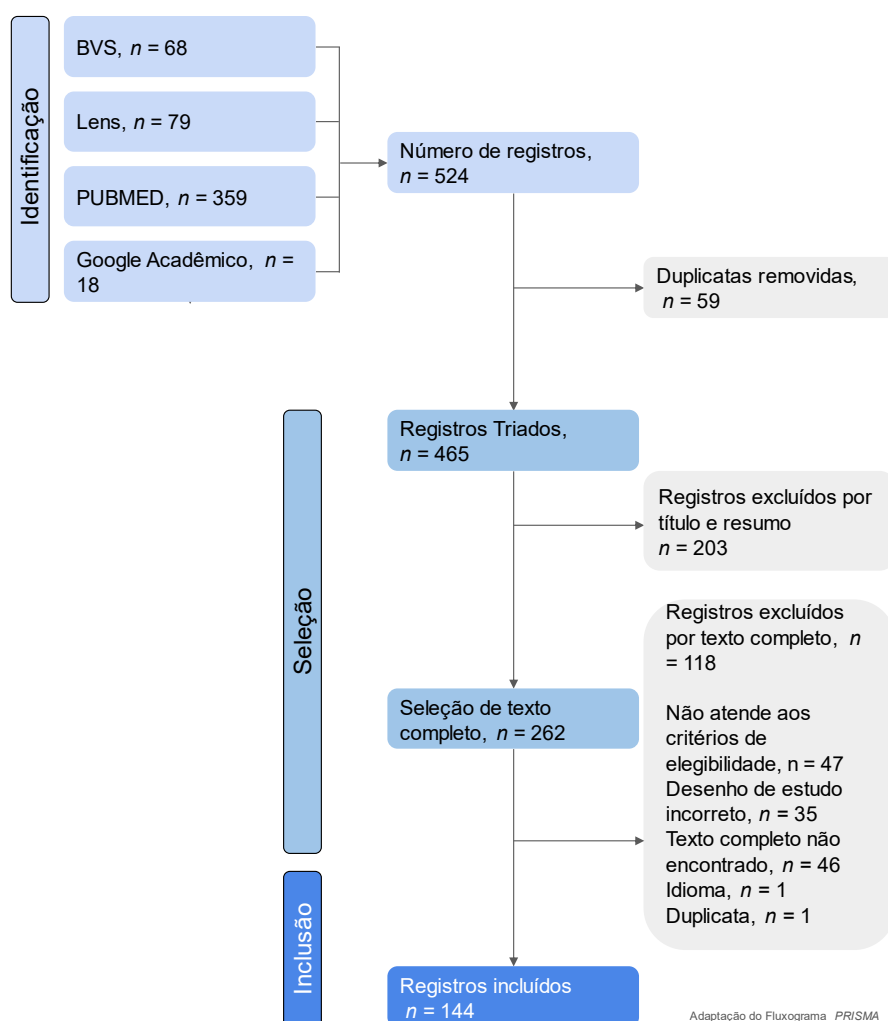 Identificação
BVS, n = 68
Lens, n = 79
PUBMED, n = 359
Google Acadêmico, n =
18
Número de registros,
n = 524
Duplicatas removidas,
n = 59
Seleção
Registros Triados,
n = 465
Registros excluídos por
título e resumo
n = 203
Seleção de texto
completo, n = 262
Registros excluídos
por texto completo, n
= 118
Não atende aos
critérios de
elegibilidade, n = 47
Desenho de estudo
incorreto, n = 35
Texto completo não
encontrado, n = 46
Idioma, n = 1
Duplicata, n = 1
Inclusão
Registros incluídos
n = 144
Adaptação do Fluxograma PRISMA